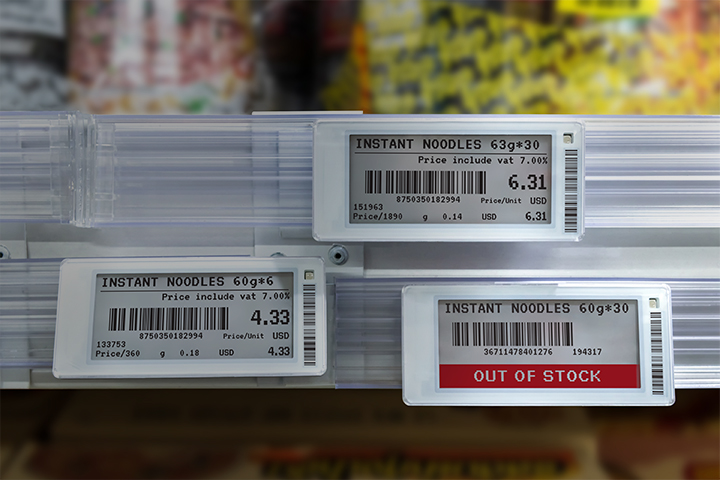 INSTANT NOODLES 63g*30
Price include vat 7.00%
6.31
8750350182994
Price/Unit USD
151963
Price/1890 g 0.14 USD 6.31
INSTANT NOODLES 60g*6
Price include vat 7.00%
4.33
8750350182994
Price/Unit USD
133753
Price/360 g 0.18 USD 4.33
INSTANT NOODLES 60g*30
36711478401276 194317
OUT OF STOCK